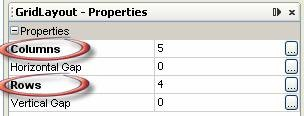 GridLayout - Properties
Properties
Columns 5 ...
Horizontal Gap 0 ...
Rows 4 ...
Vertical Gap 0 ...